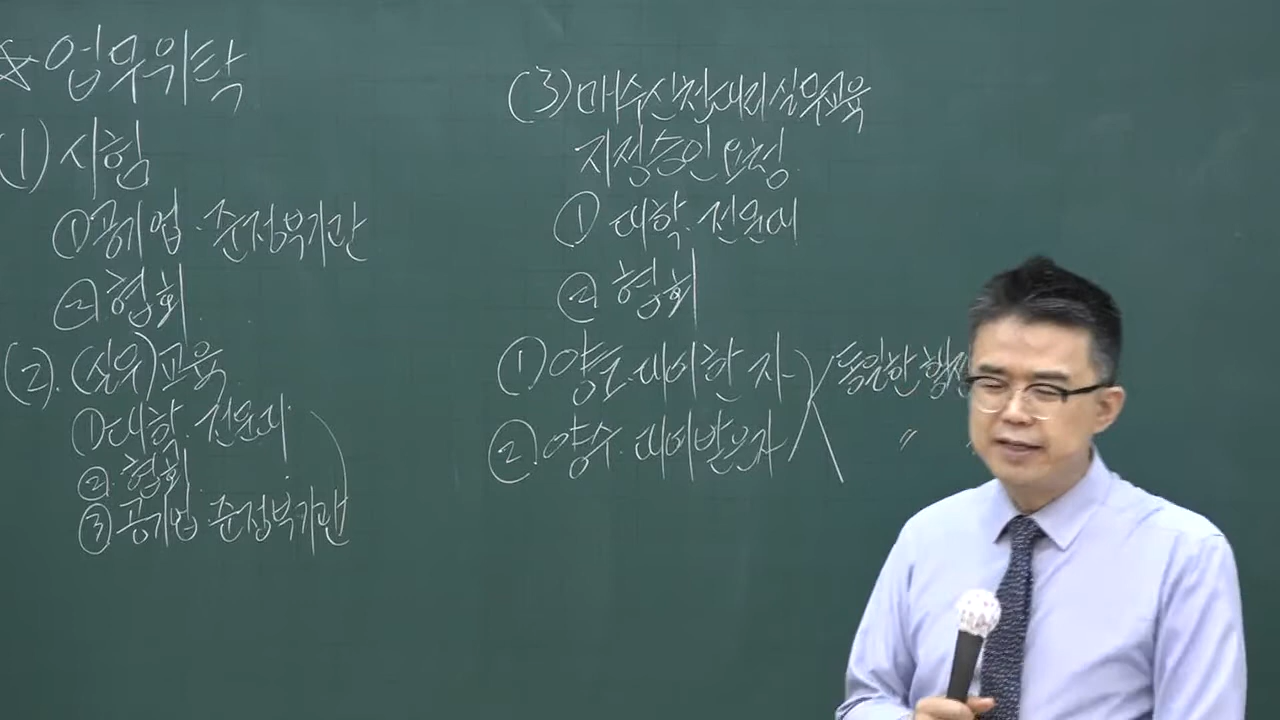 ☆업무위탁
(1) 시험
① 공기업·준정부기관
② 협회
(2). (실무)교육
① 대학. 전문대
② 협회
③ 공기업·준정부기관
(3) 매수신청대리실무교육
지정승인요청
① 대학. 전문대
② 협회
① 양도·대여한 자
동일한 행정
② 양수·대여받은자
〃